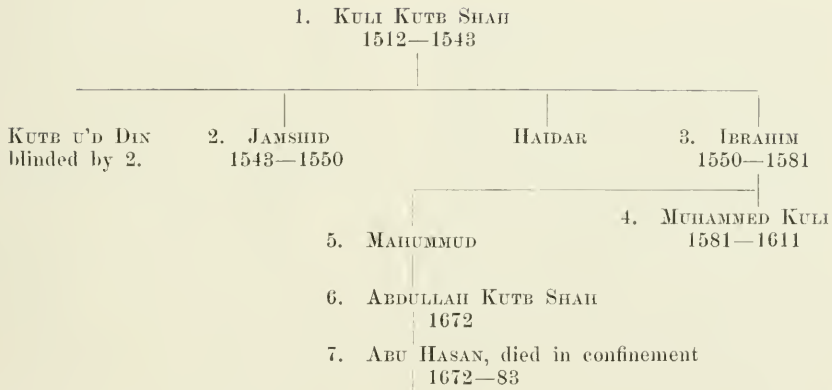 1. KULI KUTB SHAH
1512—1543
KUTB U'D DIN 2. JAMSHID HAIDAR 3. IBRAHIM
blinded by 2. 1543—1550 1550—1581
4. MUHAMMED KULI
5. MAHUMMUD 1581—1611
6. ABDULLAH KUTB SHAH
1672
7. ABU HASAN, died in confinement
1672—83